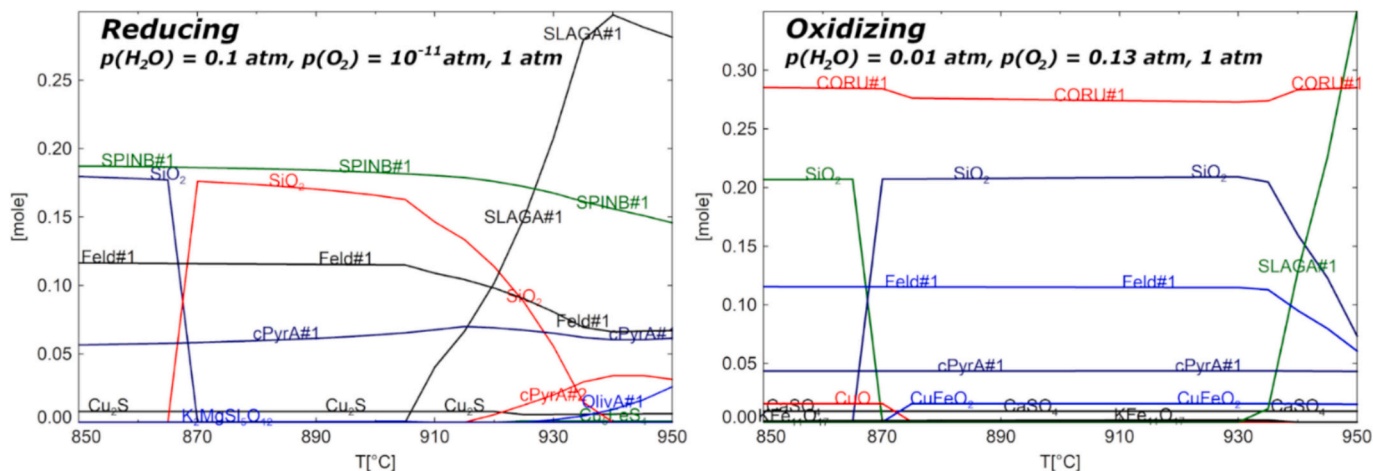 Reducing
p(H₂O) = 0.1 atm, p(O₂) = 10⁻¹¹ atm, 1 atm
SLAGA#1
0.25
0.20
SPINB#1
SPINB#1
SiO₂
SiO₂
SPINB#1
0.15
SLAGA#1
[mole]
Feld#1
Feld#1
0.10
SiO₂
Feld#1
cPyrA#1
cPyrA#1
0.05
cPyrA#2
OlivA#1
Cu₂S
Cu₂S
Cu₂S
0.00
850
870
890
910
930
950
T[°C]
Oxidizing
p(H₂O) = 0.01 atm, p(O₂) = 0.13 atm, 1 atm
0.30
CORU#1
CORU#1
CORU#1
0.25
SiO₂
SiO₂
SiO₂
0.20
[mole]
0.15
SLAGA#1
Feld#1
Feld#1
0.10
cPyrA#1
cPyrA#1
0.05
CuO
CuFeO₂
CuFeO₂
CaSO₄
CaSO₄
CaSO₄
KFe₁₁O₁₇
KFe₁₁O₁₇
0.00
850
870
890
910
930
950
T[°C]